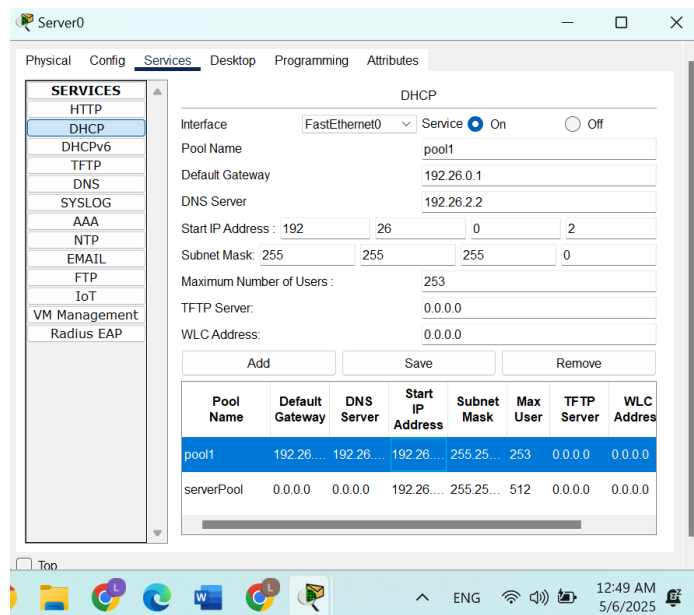 Server0
Physical Config Services Desktop Programming Attributes
SERVICES
HTTP
DHCP
DHCPv6
TFTP
DNS
SYSLOG
AAA
NTP
EMAIL
FTP
IoT
VM Management
Radius EAP
DHCP
Interface FastEthernet0 Service On Off
Pool Name pool1
Default Gateway 192.26.0.1
DNS Server 192.26.2.2
Start IP Address : 192 26 0 2
Subnet Mask: 255 255 255 0
Maximum Number of Users : 253
TFTP Server: 0.0.0.0
WLC Address: 0.0.0.0
Add Save Remove
Pool Name Default Gateway DNS Server Start IP Address Subnet Mask Max User TFTP Server WLC Addres
pool1 192.26.... 192.26.... 192.26.... 255.25... 253 0.0.0.0 0.0.0.0
serverPool 0.0.0.0 0.0.0.0 192.26.... 255.25... 512 0.0.0.0 0.0.0.0
Top
L W L ENG 12:49 AM
5/6/2025